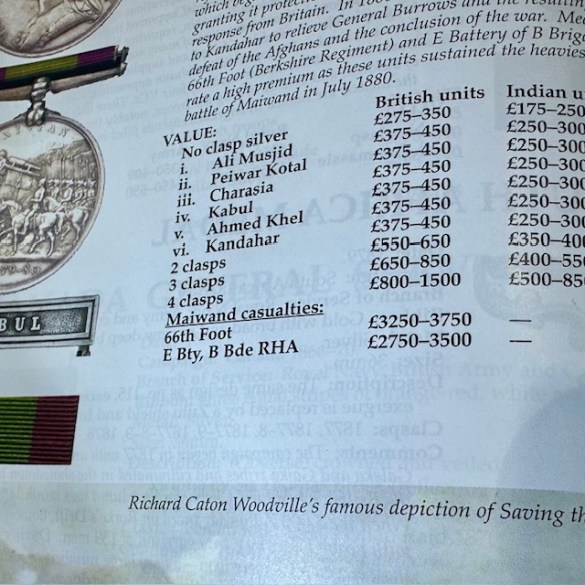 which beg
granting it protec
response from Britain. In
to Kandahar to relieve General Burrows and the resulting
defeat of the Afghans and the conclusion of the war. Me
66th Foot (Berkshire Regiment) and E Battery of B Briga
rate a high premium as these units sustained the heavies
battle of Maiwand in July 1880.
VALUE: British units Indian u
No clasp silver £275–350 £175–250
i. Ali Musjid £375–450 £250–300
ii. Peiwar Kotal £375–450 £250–300
iii. Charasia £375–450 £250–300
iv. Kabul £375–450 £250–300
v. Ahmed Khel £375–450 £250–300
vi. Kandahar £375–450 £250–300
2 clasps £550–650 £350–400
3 clasps £650–850 £400–550
4 clasps £800–1500 £500–850
Maiwand casualties:
66th Foot £3250–3750 —
E Bty, B Bde RHA £2750–3500 —
79-80
BUL
Richard Caton Woodville's famous depiction of Saving th